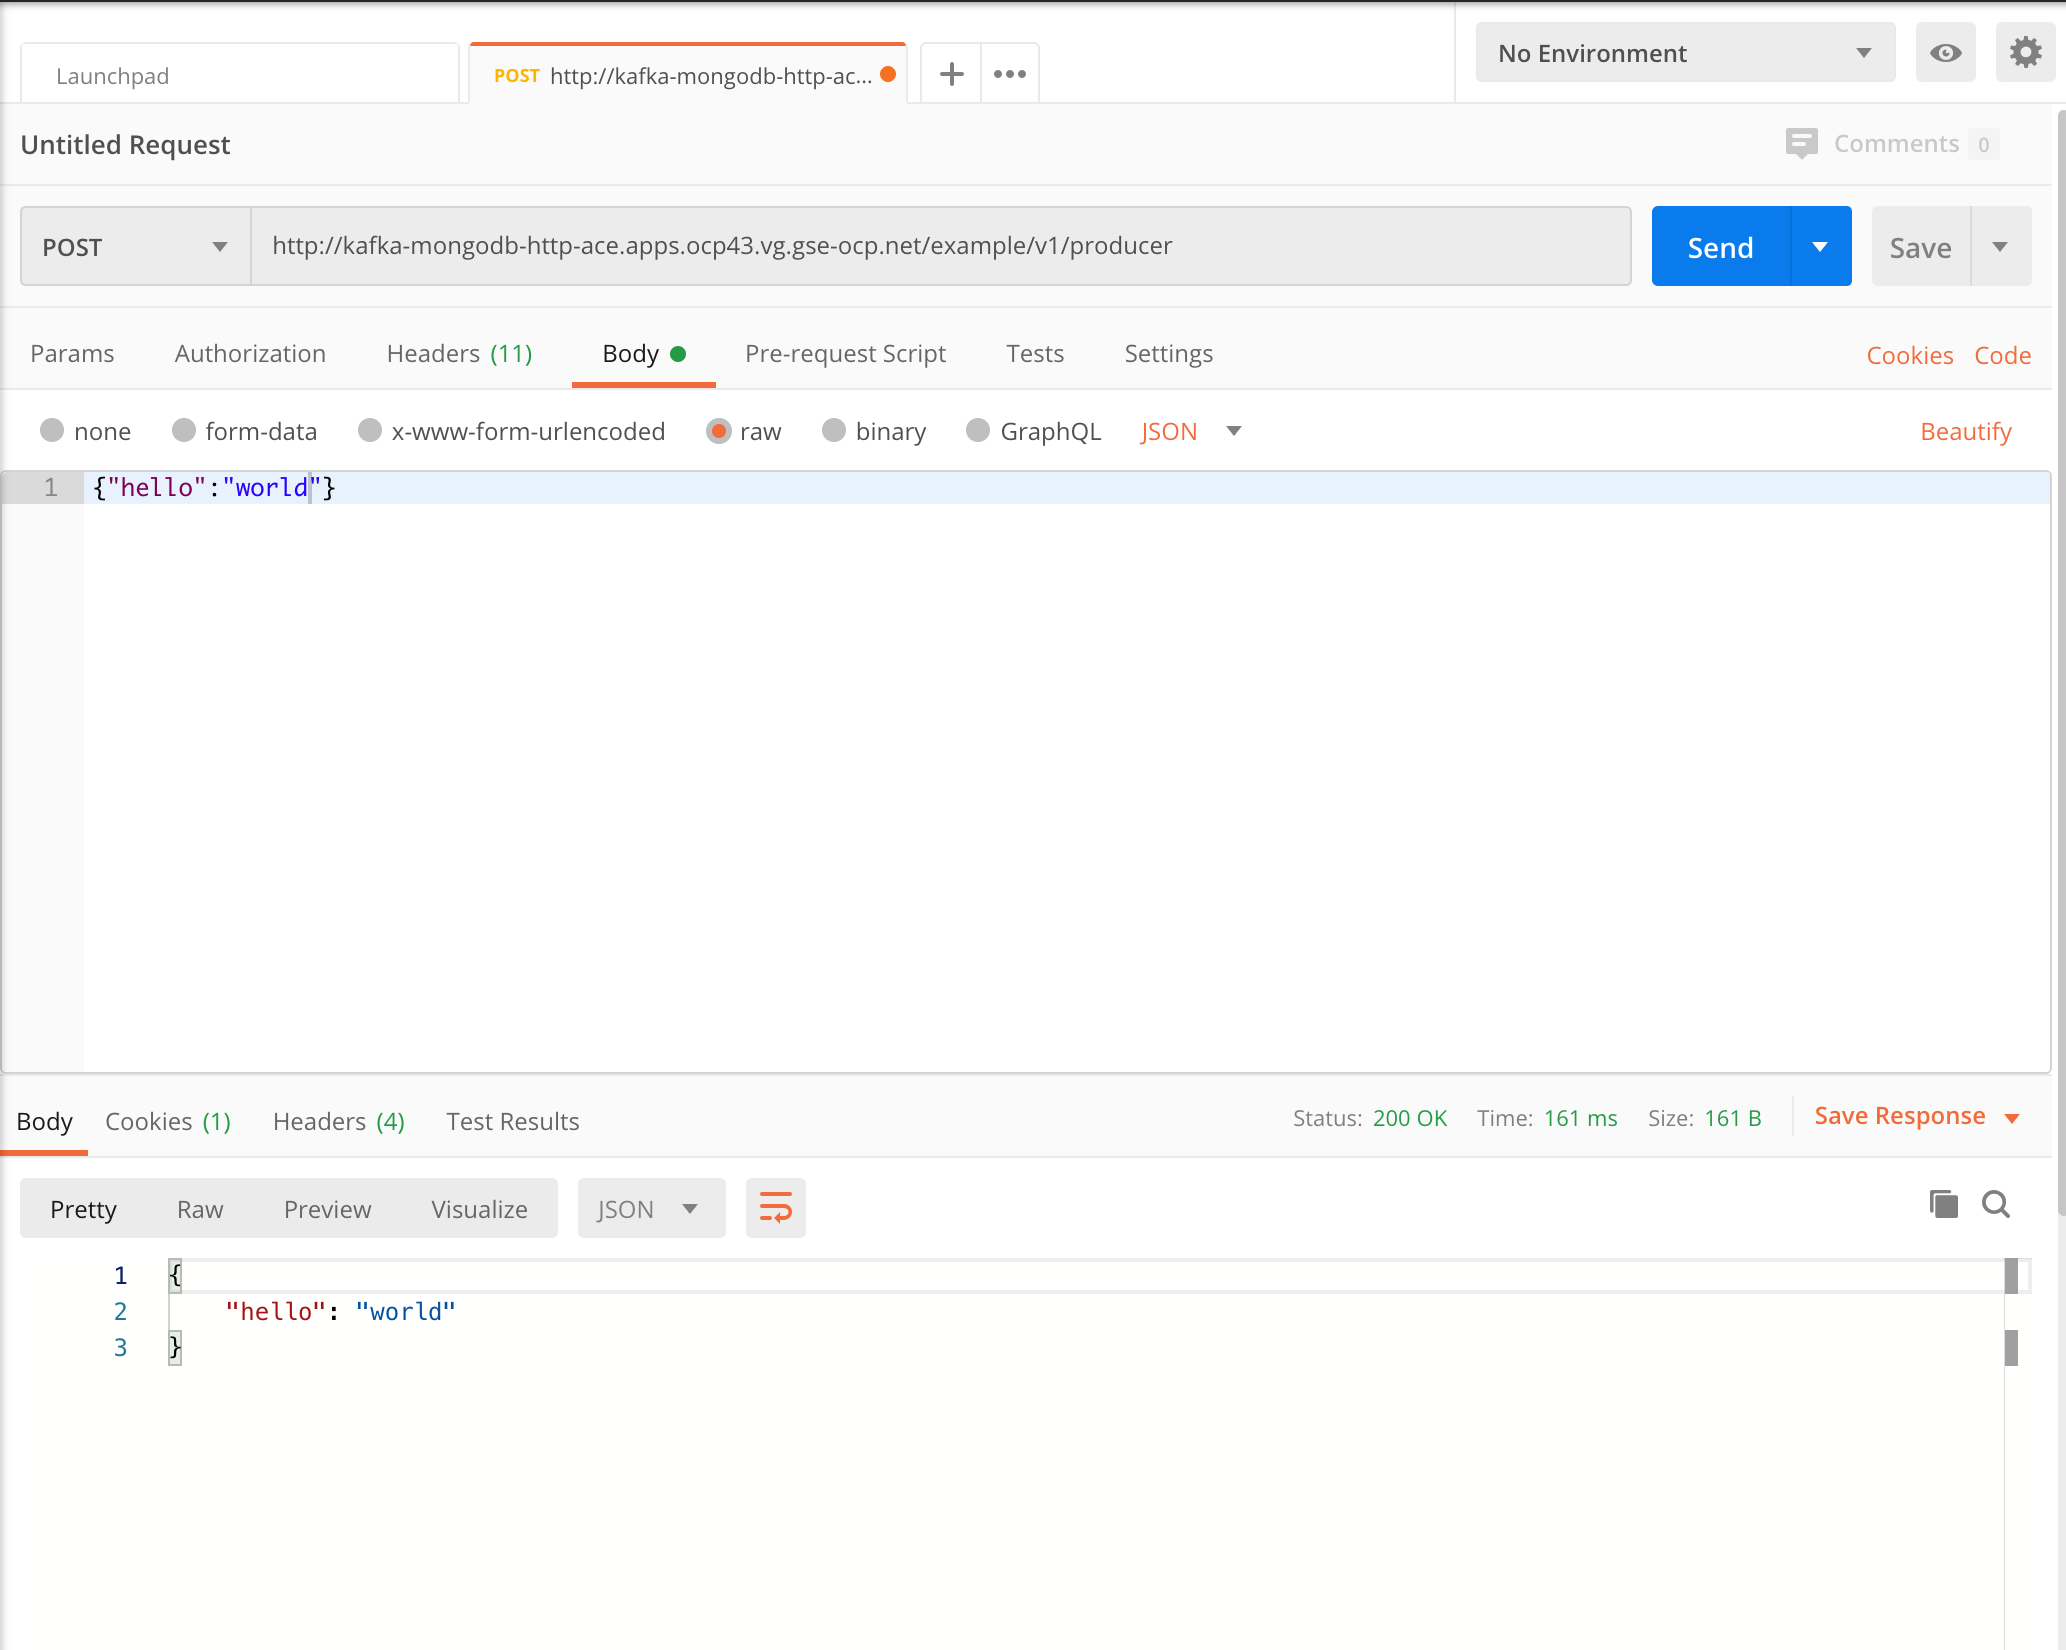 Launchpad POST http://kafka-mongodb-http-ac... No Environment
Untitled Request Comments 0
POST http://kafka-mongodb-http-ace.apps.ocp43.vg.gse-ocp.net/example/v1/producer Send Save
Params Authorization Headers (11) Body Pre-request Script Tests Settings Cookies Code
none form-data x-www-form-urlencoded raw binary GraphQL JSON Beautify
1 {"hello":"world"}
Body Cookies (1) Headers (4) Test Results Status: 200 OK Time: 161 ms Size: 161 B Save Response
Pretty Raw Preview Visualize JSON
1 {
2 "hello": "world"
3 }